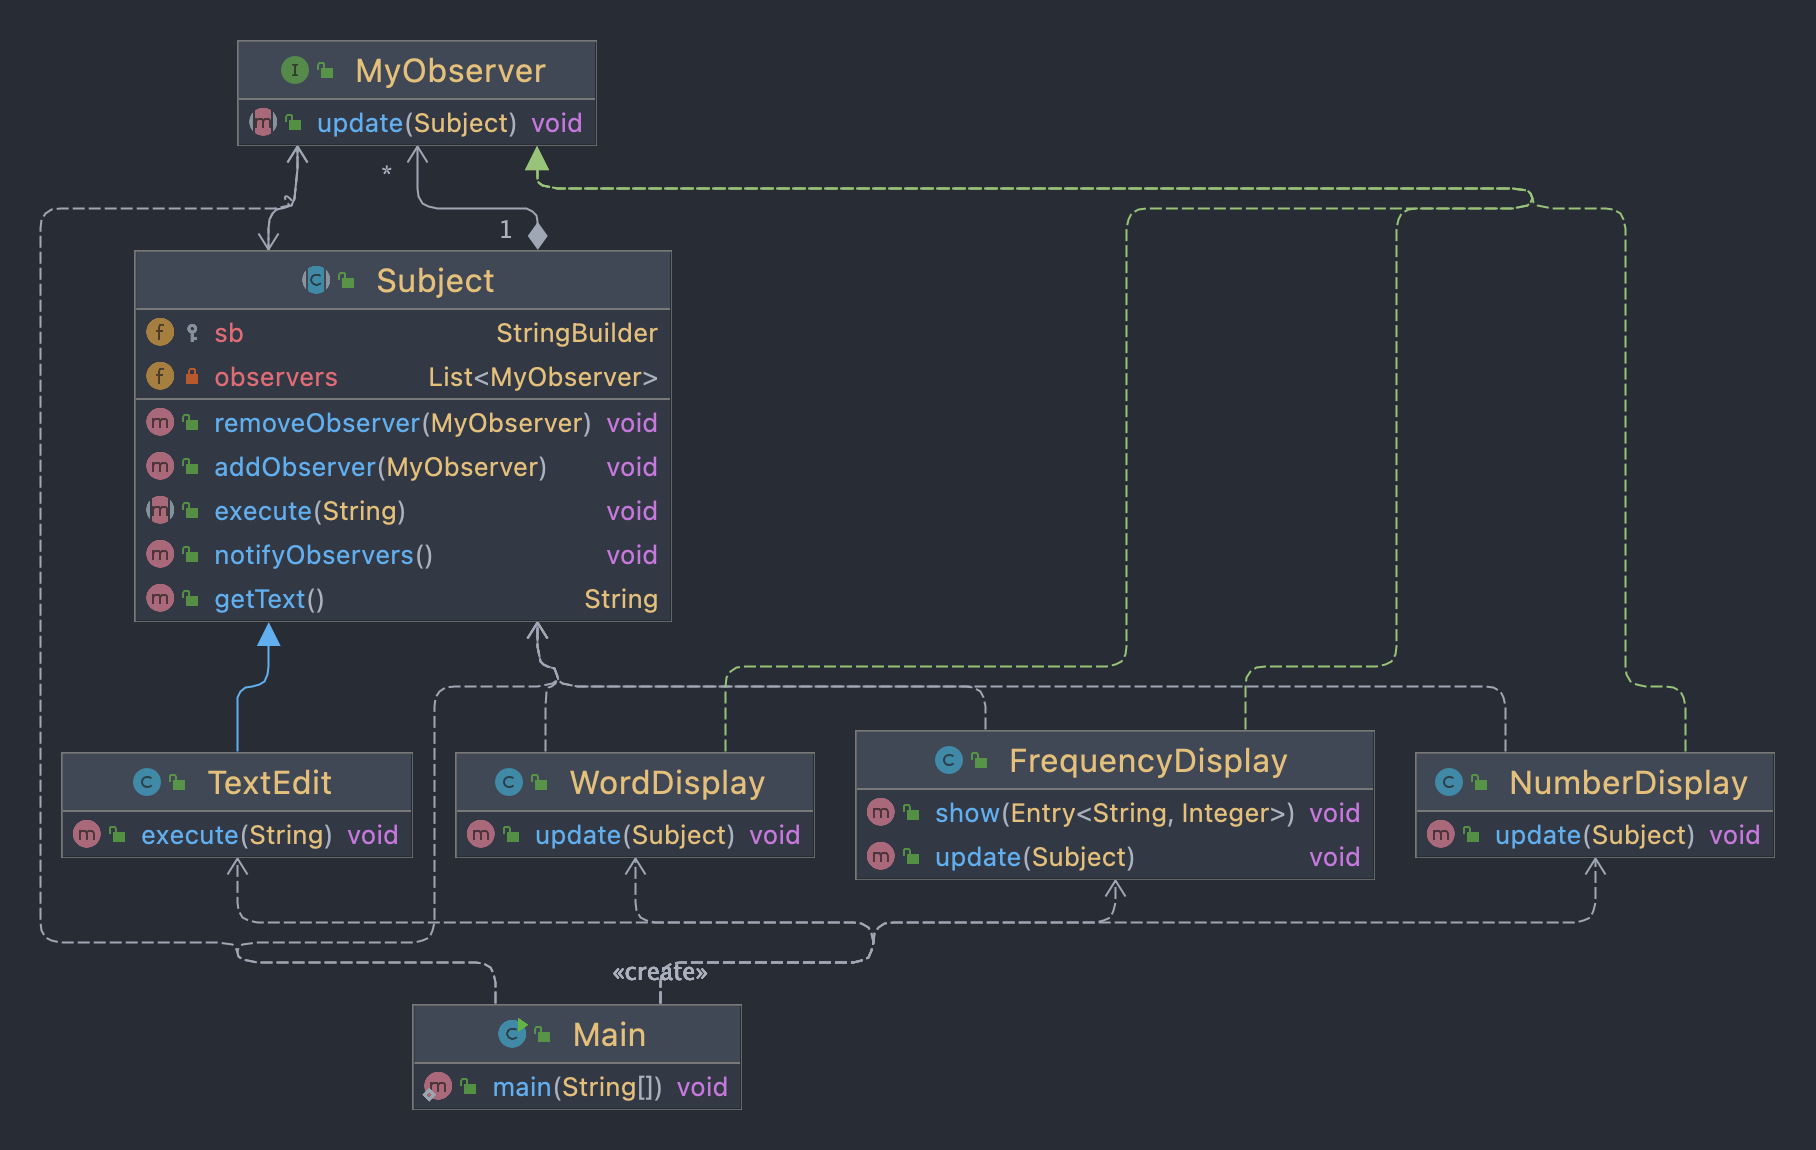 MyObserver
update(Subject) void
*
1
Subject
sb StringBuilder
observers List<MyObserver>
removeObserver(MyObserver) void
addObserver(MyObserver) void
execute(String) void
notifyObservers() void
getText() String
TextEdit
execute(String) void
WordDisplay
update(Subject) void
FrequencyDisplay
show(Entry<String, Integer>) void
update(Subject) void
NumberDisplay
update(Subject) void
«create»
Main
main(String[]) void